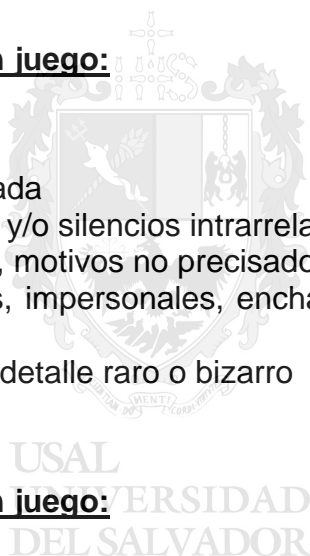 n juego:
ada
y/o silencios intrarrela
, motivos no precisado
s, impersonales, encha
detalle raro o bizarro
USAL
UNIVERSIDAD
DEL SALVADOR
n juego: